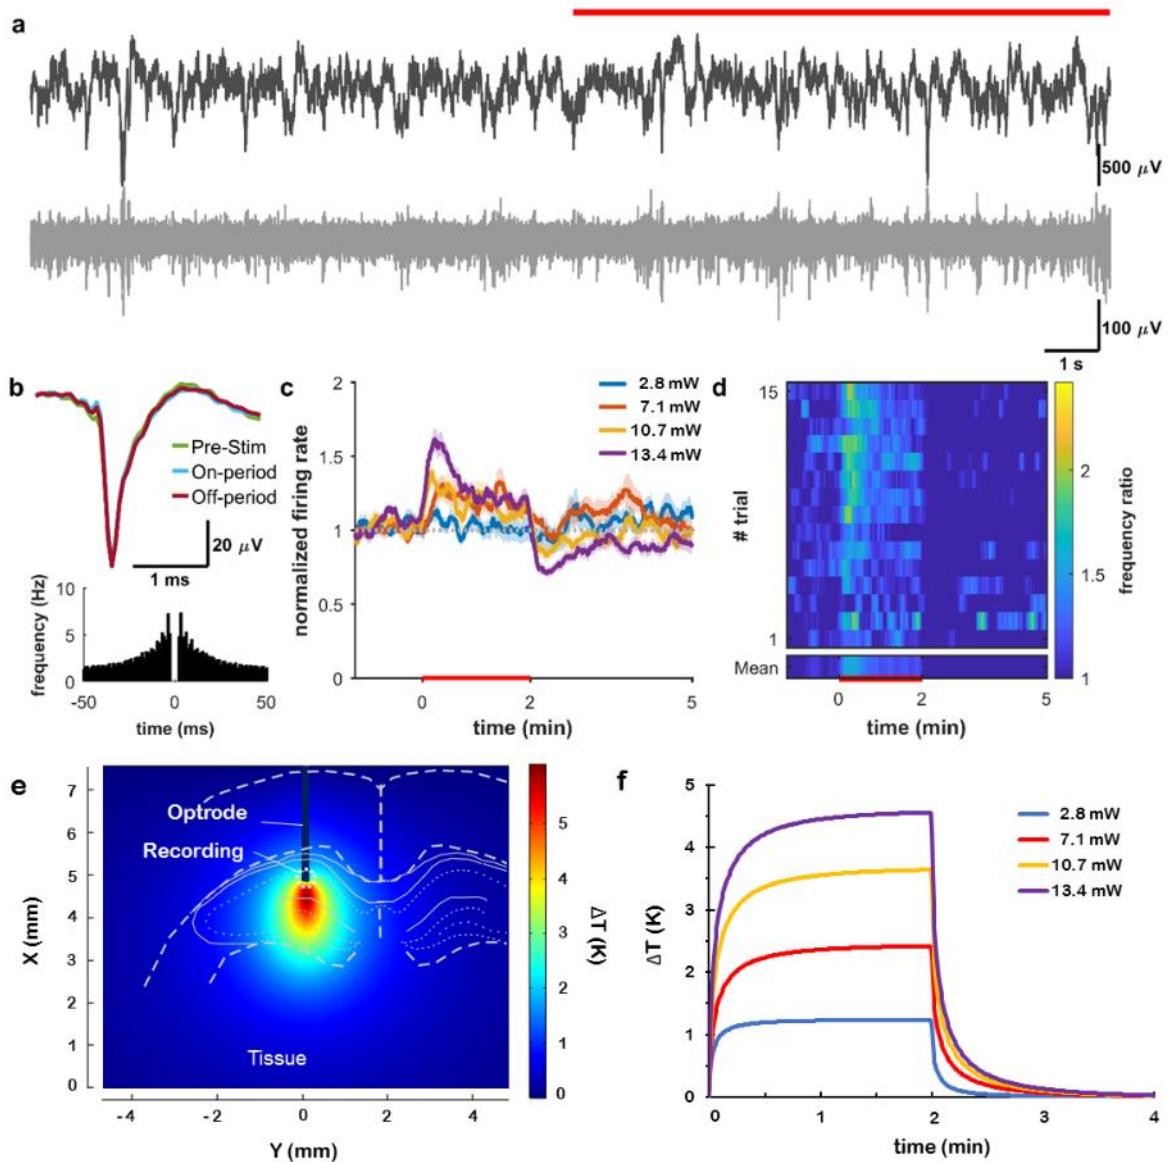 a
500 µV
100 µV
1 s
b
Pre-Stim
On-period
Off-period
20 µV
1 ms
frequency (Hz)
10
5
0
-50
0
50
time (ms)
c
normalized firing rate
2
1.5
1
0.5
0
2.8 mW
7.1 mW
10.7 mW
13.4 mW
0
2
5
time (min)
d
# trial
15
1
Mean
0
2
5
time (min)
2
1.5
1
frequency ratio
e
X (mm)
7
6
5
4
3
2
1
0
Optrode
Recording
Tissue
-4
-2
0
2
4
Y (mm)
5
4
3
2
1
0
ΔT (K)
f
ΔT (K)
5
4
3
2
1
0
2.8 mW
7.1 mW
10.7 mW
13.4 mW
0
1
2
3
4
time (min)